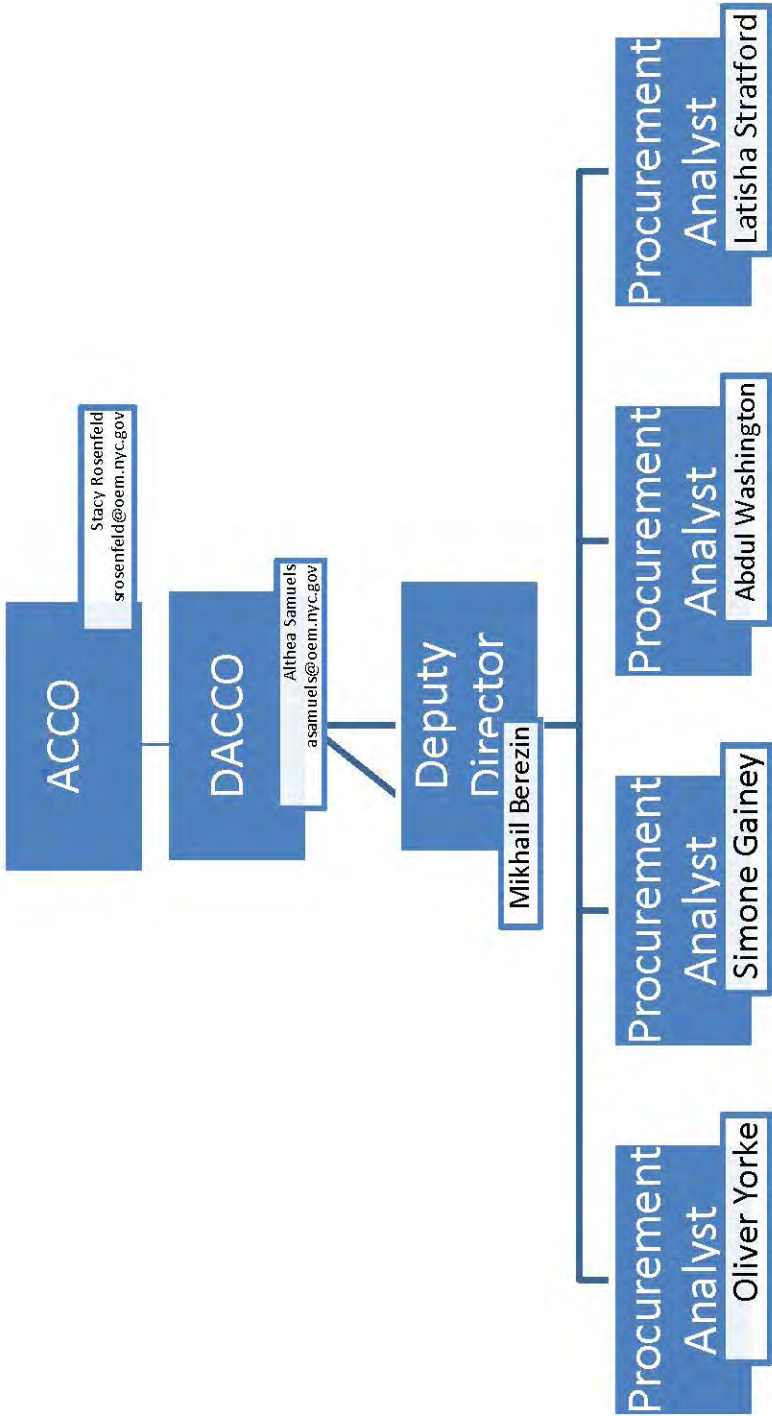 ACCO
Stacy Rosenfeld
srosenfeld@oem.nyc.gov
DACCO
Althea Samuels
asamuels@oem.nyc.gov
Deputy
Director
Mikhail Berezin
Procurement
Analyst
Oliver Yorke
Procurement
Analyst
Simone Gainey
Procurement
Analyst
Abdul Washington
Procurement
Analyst
Latisha Stratford